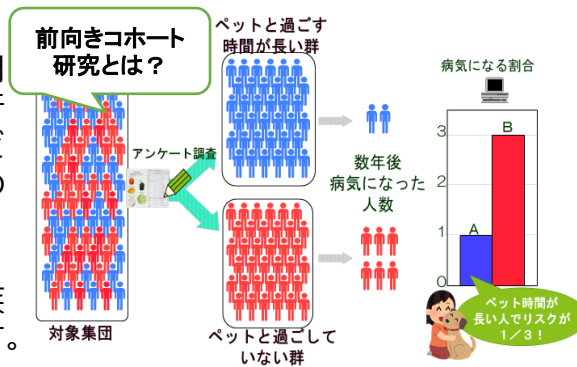 前向きコホート
研究とは？
対象集団
アンケート調査
ペットと過ごす
時間が長い群
ペットと過ごして
いない群
数年後
病気になった
人数
病気になる割合
3
2
1
0
A
B
ペット時間が
長い人でリスクが
１／３！
。